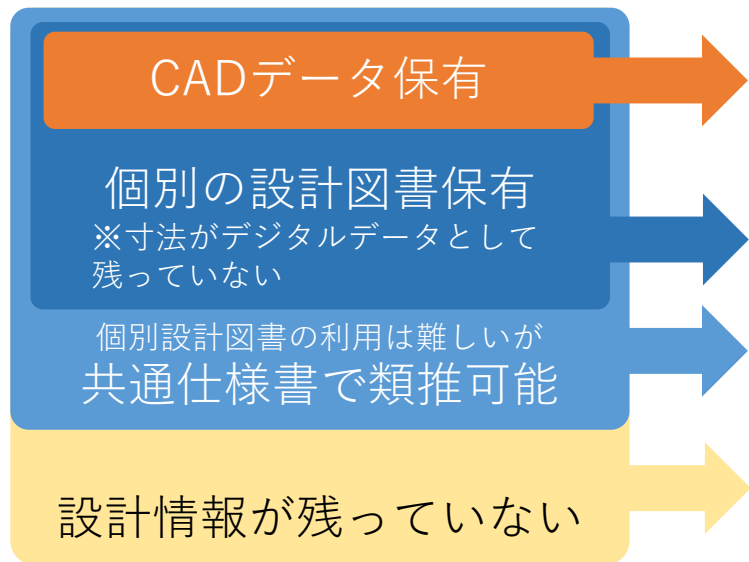 CADデータ保有
個別の設計図書保有
※寸法がデジタルデータとして
残っていない
個別設計図書の利用は難しいが
共通仕様書で類推可能
設計情報が残っていない